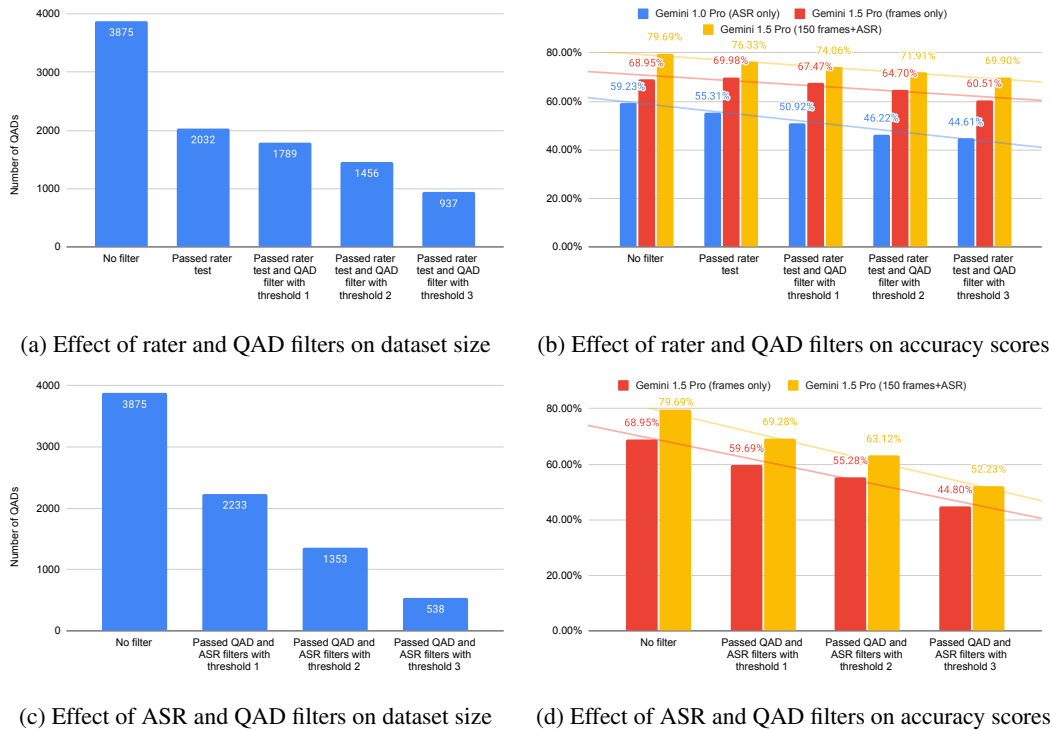 4000
3000
2000
1000
0
Number of QADs
3875
2032
1789
1456
937
No filter
Passed rater
test
Passed rater
test and QAD
filter with
threshold 1
Passed rater
test and QAD
filter with
threshold 2
Passed rater
test and QAD
filter with
threshold 3
(a) Effect of rater and QAD filters on dataset size
Gemini 1.0 Pro (ASR only)
Gemini 1.5 Pro (frames only)
Gemini 1.5 Pro (150 frames+ASR)
80.00%
60.00%
40.00%
20.00%
0.00%
59.23%
68.95%
79.69%
55.31%
69.98%
76.33%
50.92%
67.47%
74.06%
46.22%
64.70%
71.91%
44.61%
60.51%
69.90%
No filter
Passed rater
test
Passed rater
test and QAD
filter with
threshold 1
Passed rater
test and QAD
filter with
threshold 2
Passed rater
test and QAD
filter with
threshold 3
(b) Effect of rater and QAD filters on accuracy scores
4000
3000
2000
1000
0
Number of QADs
3875
2233
1353
538
No filter
Passed QAD and
ASR filters with
threshold 1
Passed QAD and
ASR filters with
threshold 2
Passed QAD and
ASR filters with
threshold 3
(c) Effect of ASR and QAD filters on dataset size
Gemini 1.5 Pro (frames only)
Gemini 1.5 Pro (150 frames+ASR)
80.00%
60.00%
40.00%
20.00%
0.00%
68.95%
79.69%
59.69%
69.28%
55.28%
63.12%
44.80%
52.23%
No filter
Passed QAD and
ASR filters with
threshold 1
Passed QAD and
ASR filters with
threshold 2
Passed QAD and
ASR filters with
threshold 3
(d) Effect of ASR and QAD filters on accuracy scores